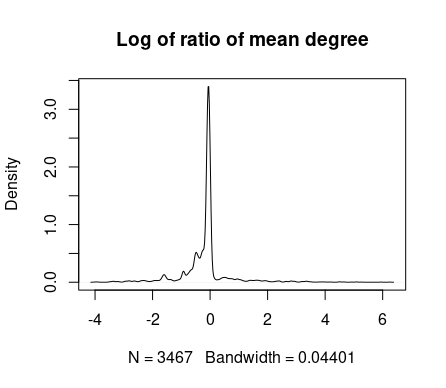 Log of ratio of mean degree
Density
3.0
2.0
1.0
0.0
-4 -2 0 2 4 6
N = 3467 Bandwidth = 0.04401